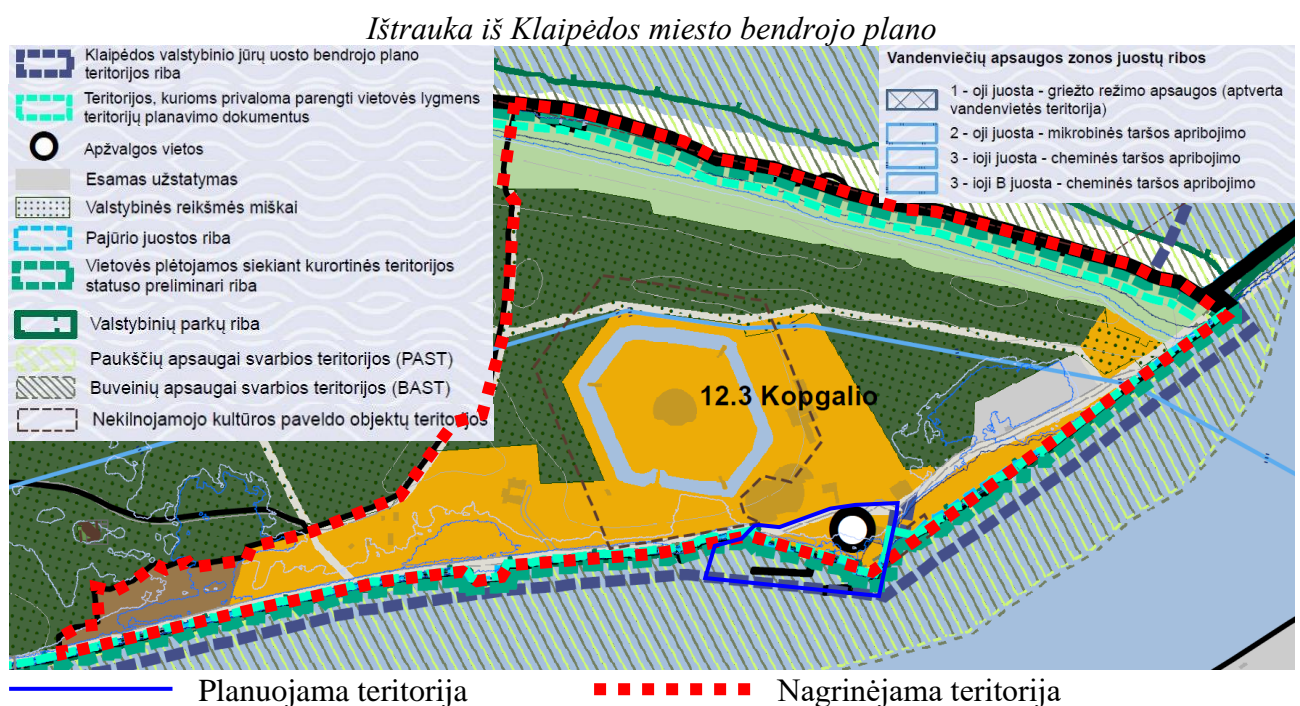 Ištrauka iš Klaipėdos miesto bendrojo plano
Klaipėdos valstybinio jūrų uosto bendrojo plano
teritorijos riba
Teritorijos, kurioms privaloma parengti vietovės lygmens
teritorijų planavimo dokumentus
Apžvalgos vietos
Esamas užstatymas
Valstybinės reikšmės miškai
Pajūrio juostos riba
Vietovės plėtojamos siekiant kurortinės teritorijos
statuso preliminari riba
Valstybinių parkų riba
Paukščių apsaugai svarbios teritorijos (PAST)
Buveinių apsaugai svarbios teritorijos (BAST)
Nekilnojamojo kultūros paveldo objektų teritorijos
Vandenviečių apsaugos zonos juostų ribos
1 - oji juosta - griežto režimo apsaugos (aptverta
vandenvietės teritorija)
2 - oji juosta - mikrobinės taršos apribojimo
3 - ioji juosta - cheminės taršos apribojimo
3 - ioji B juosta - cheminės taršos apribojimo
12.3 Kopgalio
Planuojama teritorija
Nagrinėjama teritorija